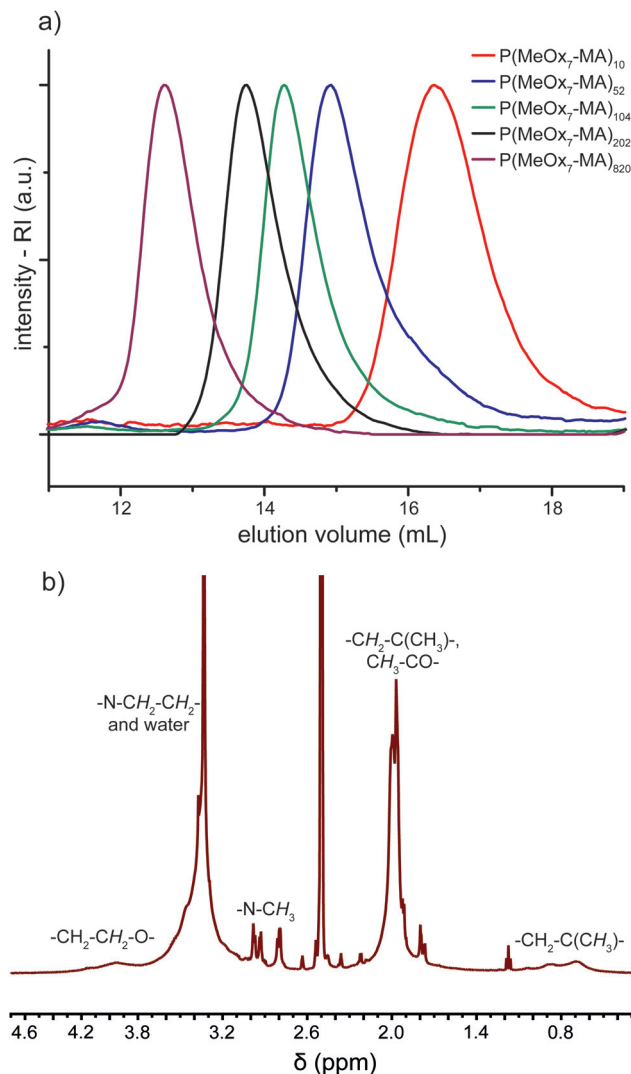 a)
intensity - RI (a.u.)
P(MeOx₇-MA)₁₀
P(MeOx₇-MA)₅₂
P(MeOx₇-MA)₁₀₄
P(MeOx₇-MA)₂₀₂
P(MeOx₇-MA)₈₂₀
12 14 16 18
elution volume (mL)
b)
-CH₂-C(CH₃)-,
CH₃-CO-
-N-CH₂-CH₂-
and water
-N-CH₃
-CH₂-CH₂-O-
-CH₂-C(CH₃)-
4.6 4.2 3.8 3.2 2.6 2.0 1.4 0.8
δ (ppm)